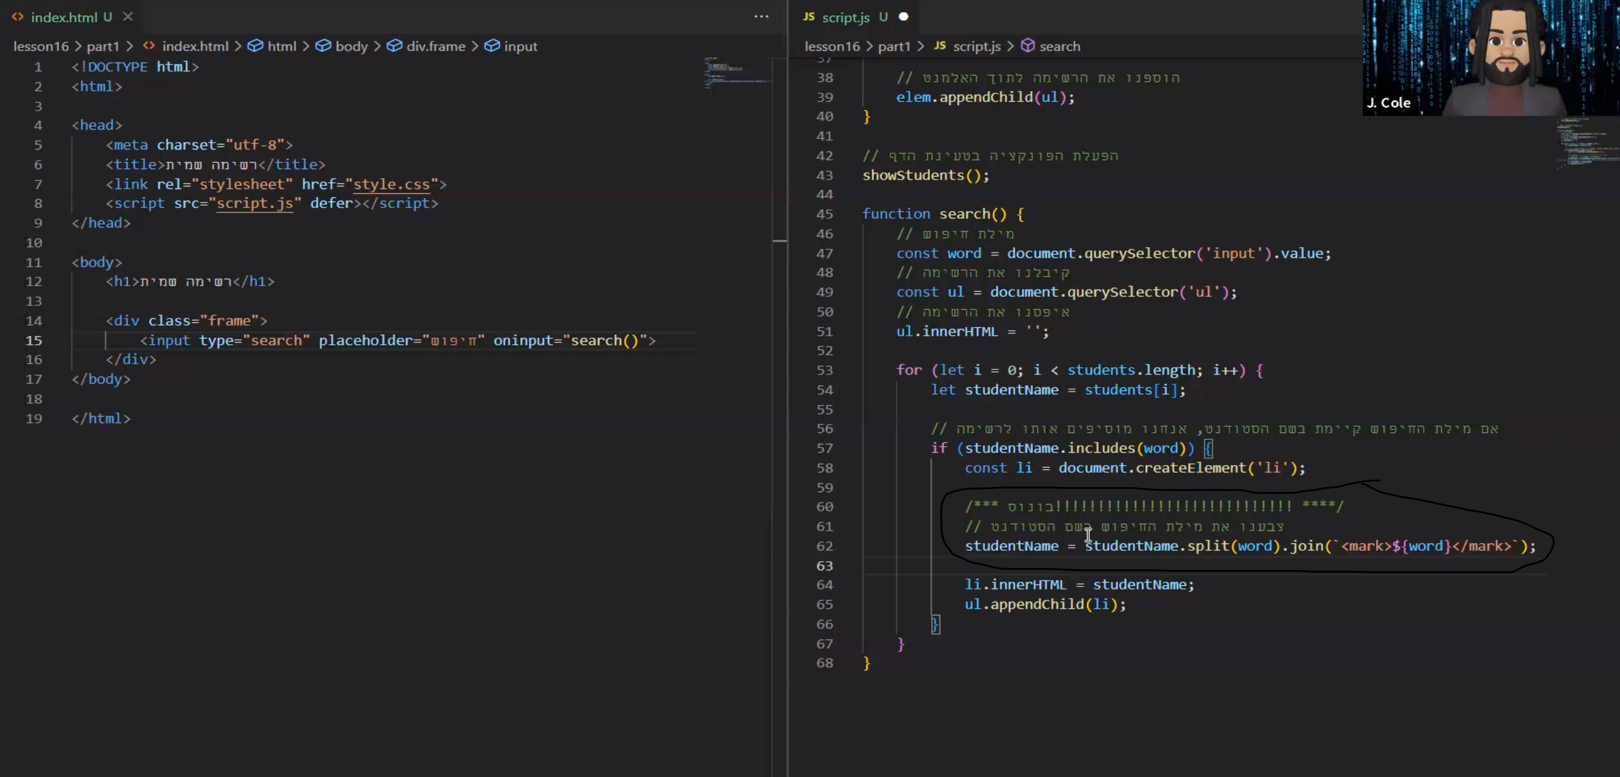 index.html U
lesson16 > part1 > index.html > html > body > div.frame > input
1 <!DOCTYPE html>
2 <html>
3
4 <head>
5 <meta charset="utf-8">
6 <title>רשימה שמית</title>
7 <link rel="stylesheet" href="style.css">
8 <script src="script.js" defer></script>
9 </head>
10
11 <body>
12 <h1>רשימה שמית</h1>
13
14 <div class="frame">
15 <input type="search" placeholder="חיפוש" oninput="search()">
16 </div>
17 </body>
18
19 </html>
JS script.js U
lesson16 > part1 > JS script.js > search
37
38 // הוספנו את הרשימה לתוך האלמנט
39 elem.appendChild(ul);
40 }
41
42 // הפעלת הפונקציה בטעינת הדף
43 showStudents();
44
45 function search() {
46 // מילת חיפוש
47 const word = document.querySelector('input').value;
48 // קיבלנו את הרשימה
49 const ul = document.querySelector('ul');
50 // איפסנו את הרשימה
51 ul.innerHTML = '';
52
53 for (let i = 0; i < students.length; i++) {
54 let studentName = students[i];
55
56 // אם מילת החיפוש קיימת בשם הסטודנט, אנחנו מוסיפים אותו לרשימה
57 if (studentName.includes(word)) {
58 const li = document.createElement('li');
59
60 /*** בונוס!!!!!!!!!!!!!!!!!!!!!!!!!!!! ****/
61 // צבענו את מילת החיפוש בשם הסטודנט
62 studentName = studentName.split(word).join(`<mark>${word}</mark>`);
63
64 li.innerHTML = studentName;
65 ul.appendChild(li);
66 }
67 }
68 }
J. Cole